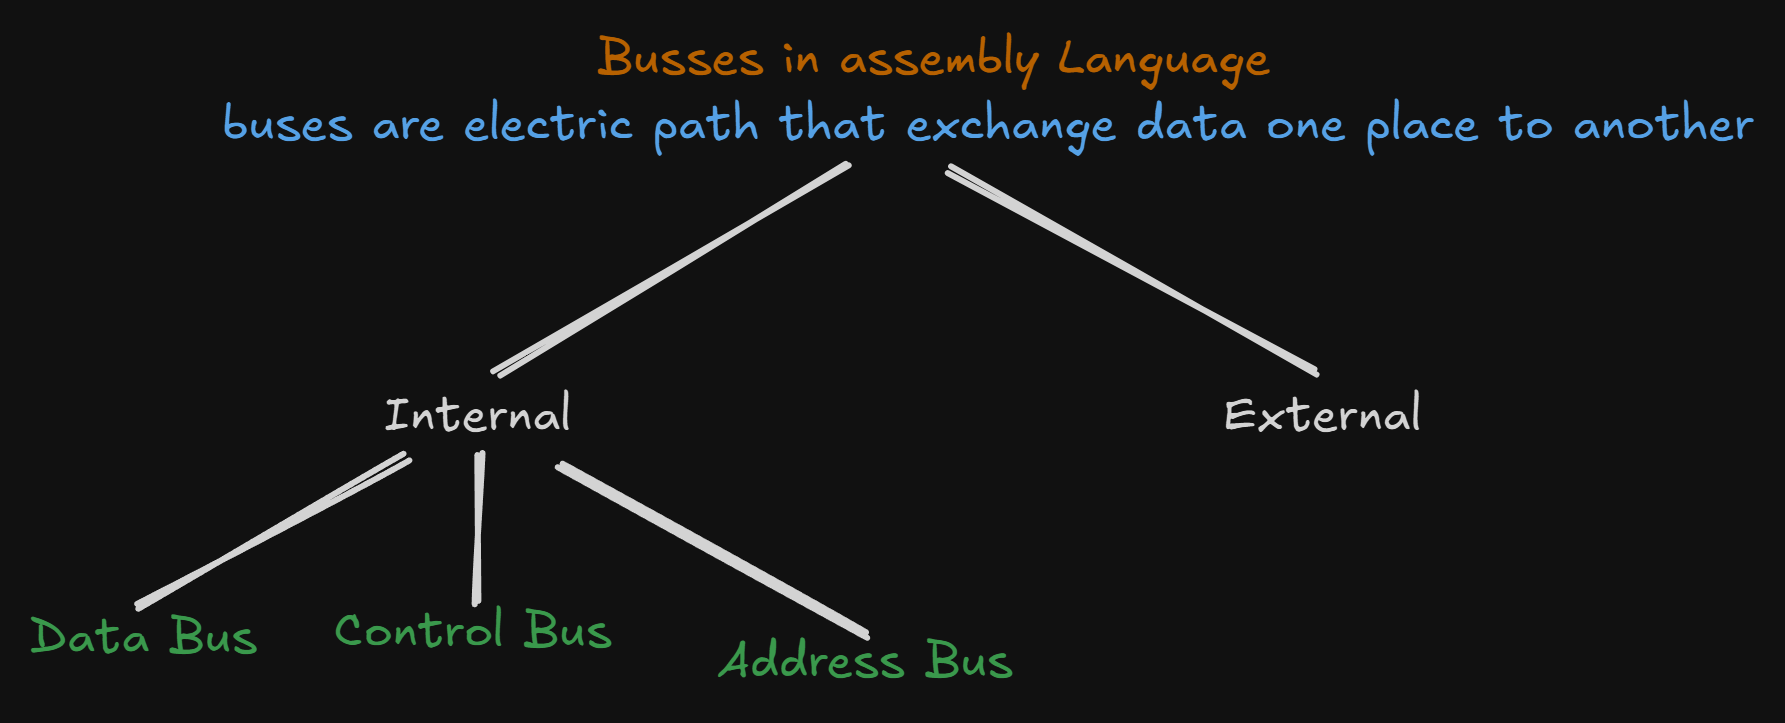 Busses in assembly Language
buses are electric path that exchange data one place to another
Internal
External
Data Bus
Control Bus
Address Bus